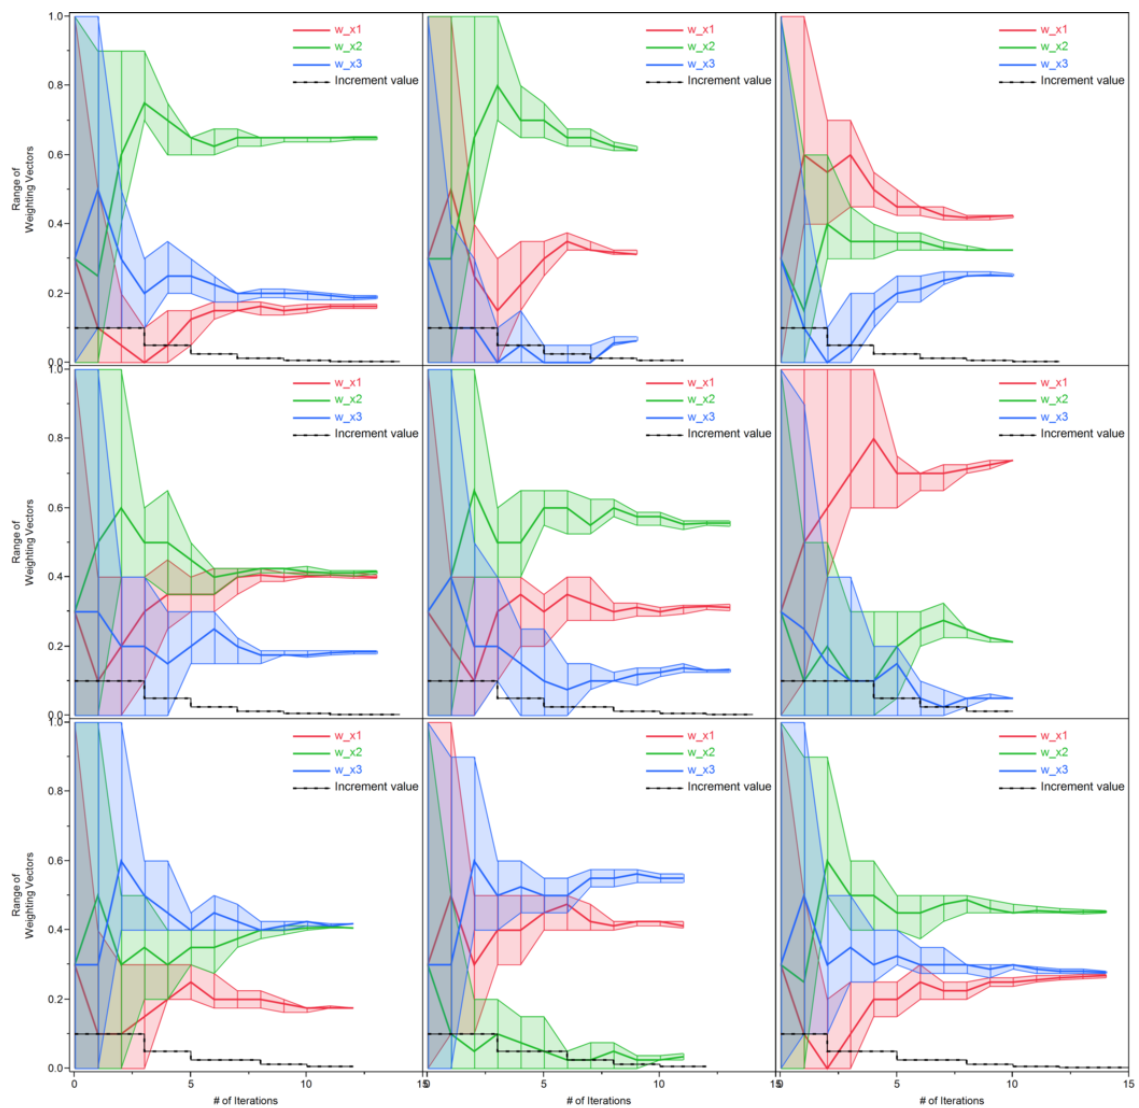 Range of
Weighting Vectors
1.0
0.8
0.6
0.4
0.2
0.0
w_x1
w_x2
w_x3
Increment value
w_x1
w_x2
w_x3
Increment value
w_x1
w_x2
w_x3
Increment value
Range of
Weighting Vectors
1.0
0.8
0.6
0.4
0.2
0.0
w_x1
w_x2
w_x3
Increment value
w_x1
w_x2
w_x3
Increment value
w_x1
w_x2
w_x3
Increment value
Range of
Weighting Vectors
1.0
0.8
0.6
0.4
0.2
0.0
w_x1
w_x2
w_x3
Increment value
w_x1
w_x2
w_x3
Increment value
w_x1
w_x2
w_x3
Increment value
0 5 10 15
0 5 10 15
0 5 10 15
# of Iterations
# of Iterations
# of Iterations